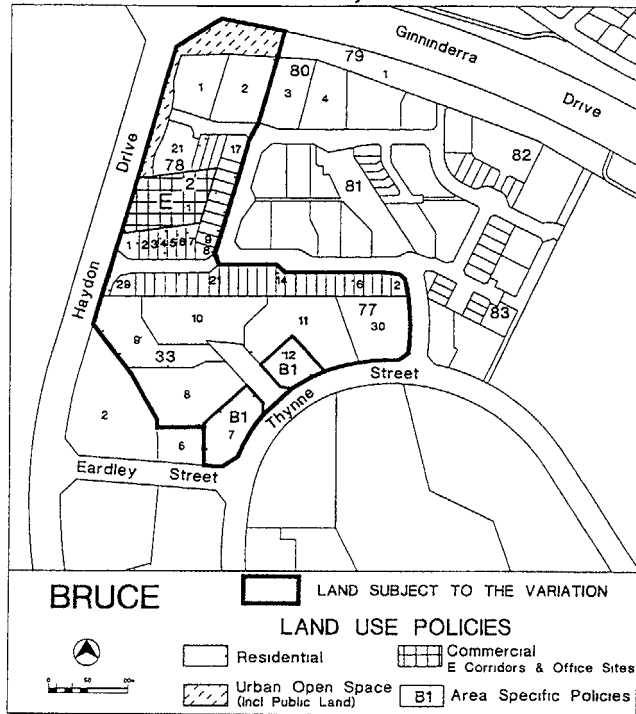 Ginninderra
Drive
79
1
80
1
2
3
4
82
Drive
21
78
17
81
2
E
1
1 2 3 4 5 6 7
9
8
29
21
14
6
2
83
Haydon
10
11
77
30
9
33
12
B1
Street
8
B1
7
Thynne
2
6
Eardley Street
BRUCE
LAND SUBJECT TO THE VARIATION
LAND USE POLICIES
Residential
Commercial
E Corridors & Office Sites
Urban Open Space
(Incl Public Land)
B1 Area Specific Policies